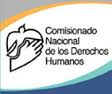 Comisionado
Nacional
de los Derechos
Humanos